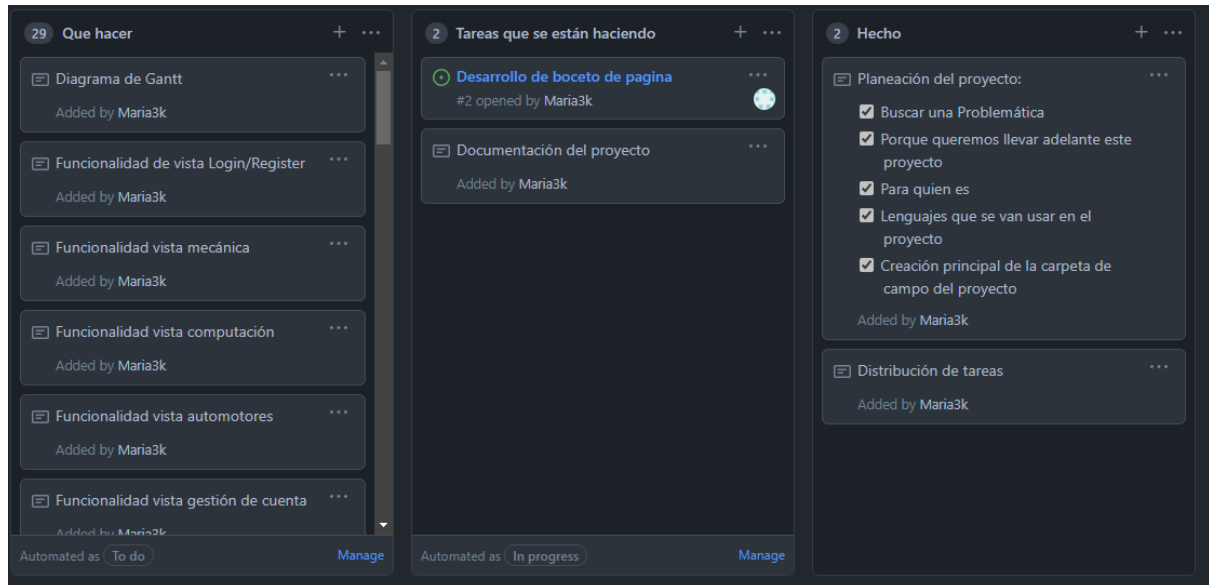 29 Que hacer
Diagrama de Gantt
Added by Maria3k
Funcionalidad de vista Login/Register
Added by Maria3k
Funcionalidad vista mecánica
Added by Maria3k
Funcionalidad vista computación
Added by Maria3k
Funcionalidad vista automotores
Added by Maria3k
Funcionalidad vista gestión de cuenta
Added by Maria3k
Automated as To do Manage
2 Tareas que se están haciendo
Desarrollo de boceto de pagina
#2 opened by Maria3k
Documentación del proyecto
Added by Maria3k
Automated as In progress Manage
2 Hecho
Planeación del proyecto:
Buscar una Problemática
Porque queremos llevar adelante este
proyecto
Para quien es
Lenguajes que se van usar en el
proyecto
Creación principal de la carpeta de
campo del proyecto
Added by Maria3k
Distribución de tareas
Added by Maria3k